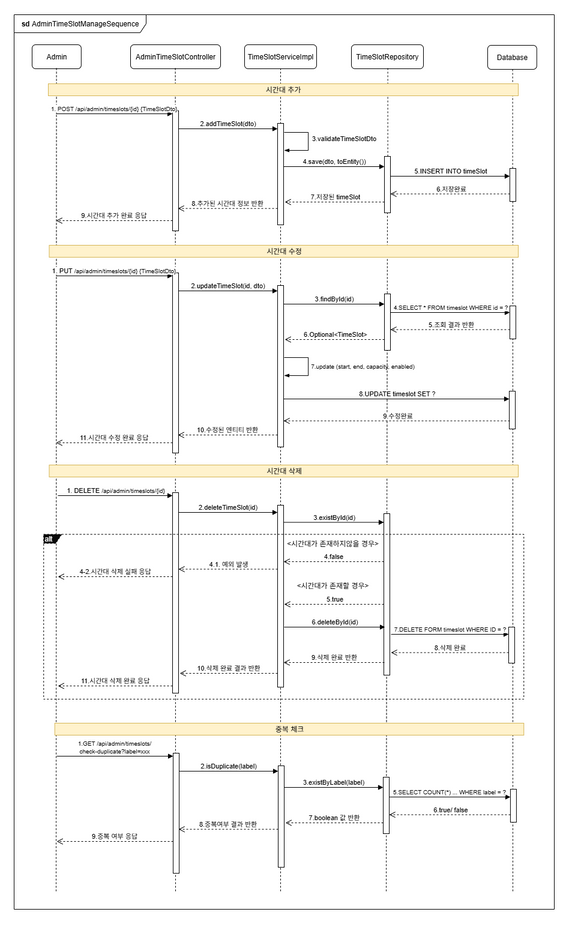 sd AdminTimeSlotManageSequence
Admin
AdminTimeSlotController
TimeSlotServiceImpl
TimeSlotRepository
Database
시간대 추가
1. POST /api/admin/timeslots/{id} (TimeSlotDto)
2.addTimeSlot(dto)
3.validateTimeSlotDto
4.save(dto, toEntity())
5.INSERT INTO timeSlot
6.저장완료
7.저장된 timeSlot
8.추가된 시간대 정보 반환
9.시간대 추가 완료 응답
시간대 수정
1. PUT /api/admin/timeslots/{id} (TimeSlotDto)
2.updateTimeSlot(id, dto)
3.findById(id)
4.SELECT * FROM timeslot WHERE id = ?
5.조회 결과 반환
6.Optional<TimeSlot>
7.update (start, end, capacity, enabled)
8.UPDATE timeslot SET ?
9.수정완료
10.수정된 엔티티 반환
11.시간대 수정 완료 응답
시간대 삭제
1. DELETE /api/admin/timeslots/{id}
2.deleteTimeSlot(id)
3.existById(id)
alt
<시간대가 존재하지않을 경우>
4.false
4.1. 예외 발생
4-2.시간대 삭제 실패 응답
<시간대가 존재할 경우>
5.true
6.deleteById(id)
7.DELETE FORM timeslot WHERE ID = ?
8.삭제 완료
9.삭제 완료 반환
10.삭제 완료 결과 반환
11.시간대 삭제 완료 응답
중복 체크
1.GET /api/admin/timeslots/
check-duplicate?label=xxx
2.isDuplicate(label)
3.existByLabel(label)
5.SELECT COUNT(*) ... WHERE label = ?
6.true/ false
7.boolean 값 반환
8.중복여부 결과 반환
9.중복 여부 응답